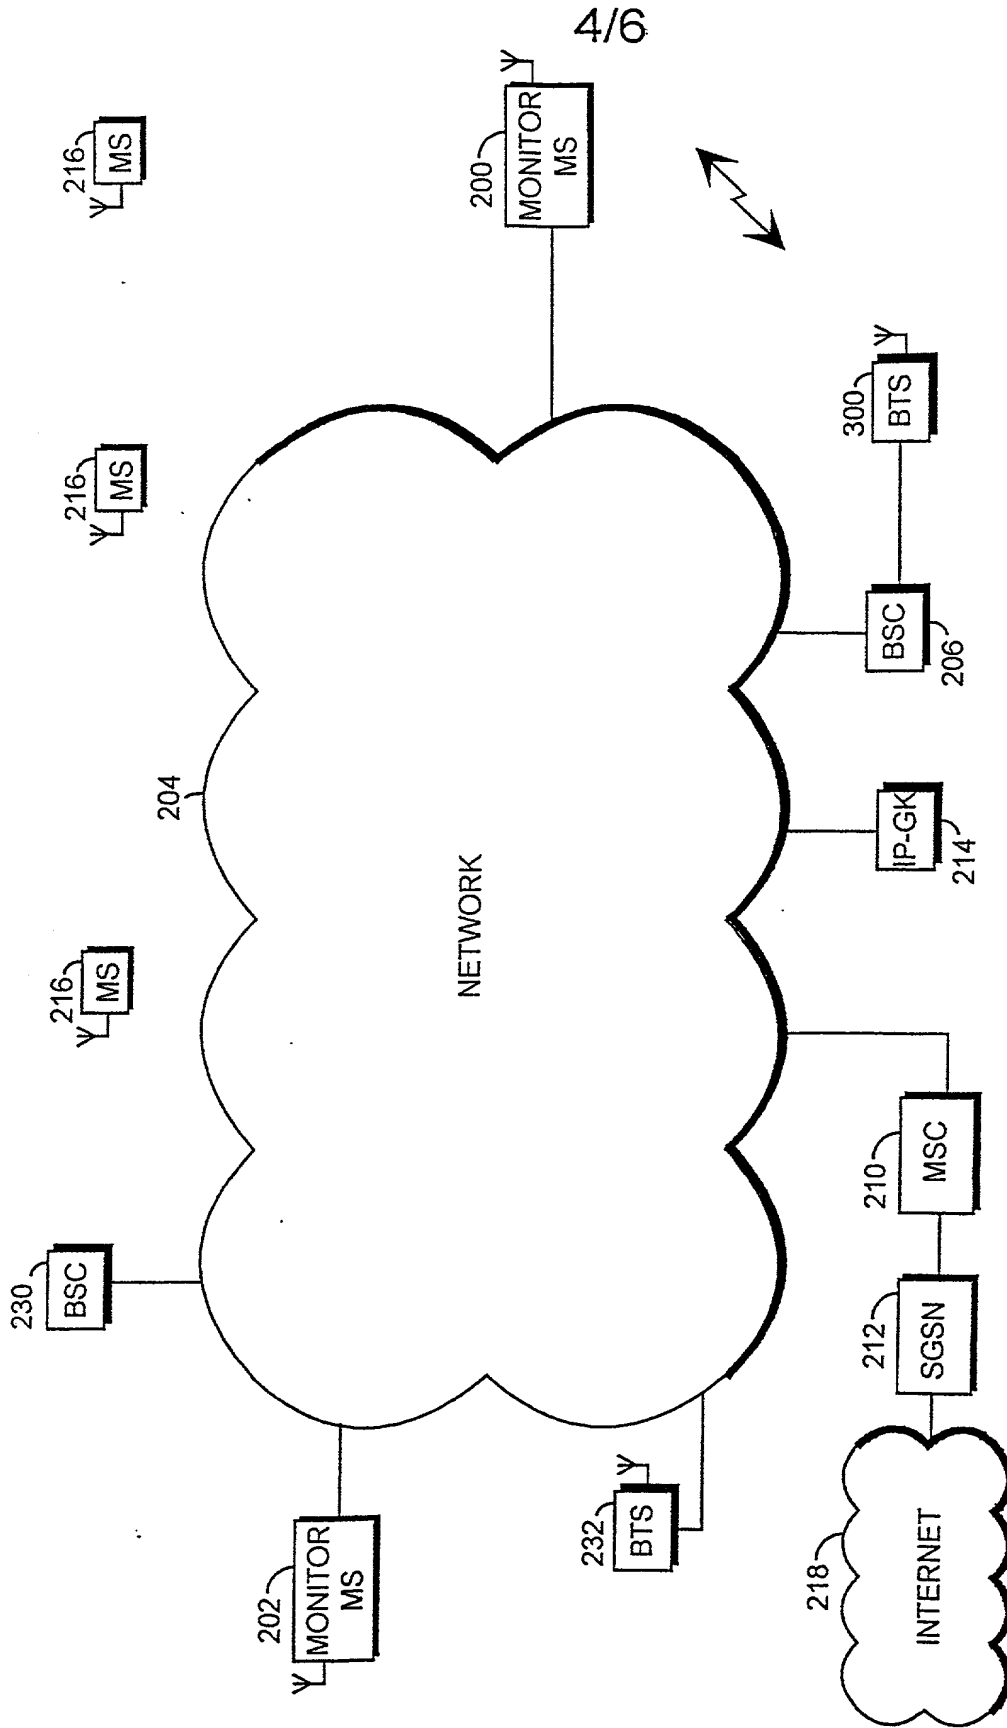 4/6
216
MS
216
MS
216
MS
230
BSC
200
MONITOR
MS
204
NETWORK
202
MONITOR
MS
300
BTS
BSC
206
IP-GK
214
210
MSC
212
SGSN
232
BTS
218
INTERNET